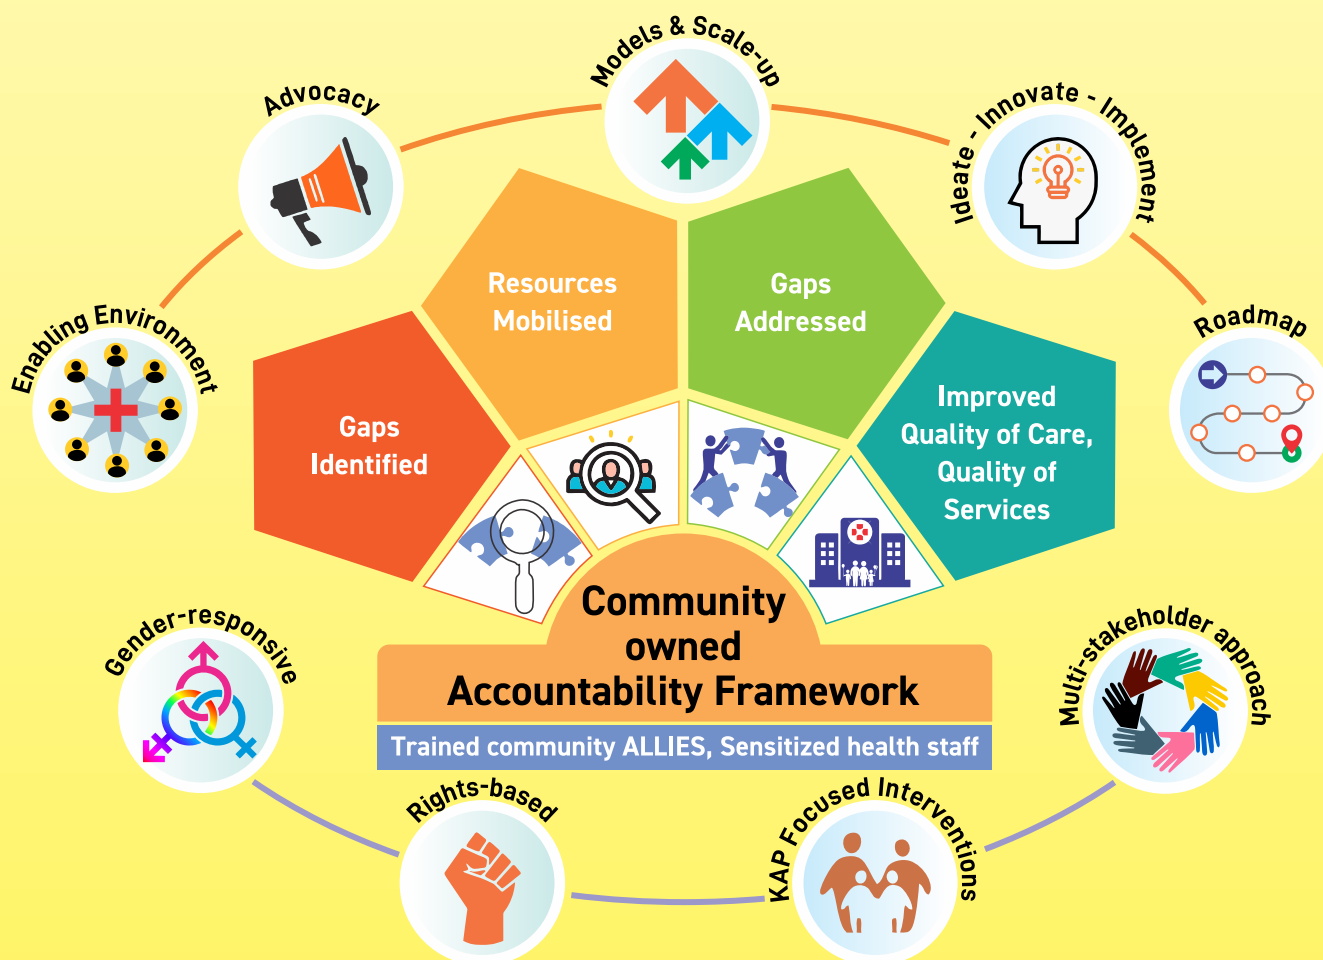 Models & Scale-up
Advocacy
Ideate - Innovate - Implement
Enabling Environment
Roadmap
Resources
Mobilised
Gaps
Addressed
Gaps
Identified
Improved
Quality of Care,
Quality of
Services
Community
owned
Accountability Framework
Trained community ALLIES, Sensitized health staff
Gender-responsive
Multi-stakeholder approach
Rights-based
KAP Focused Interventions